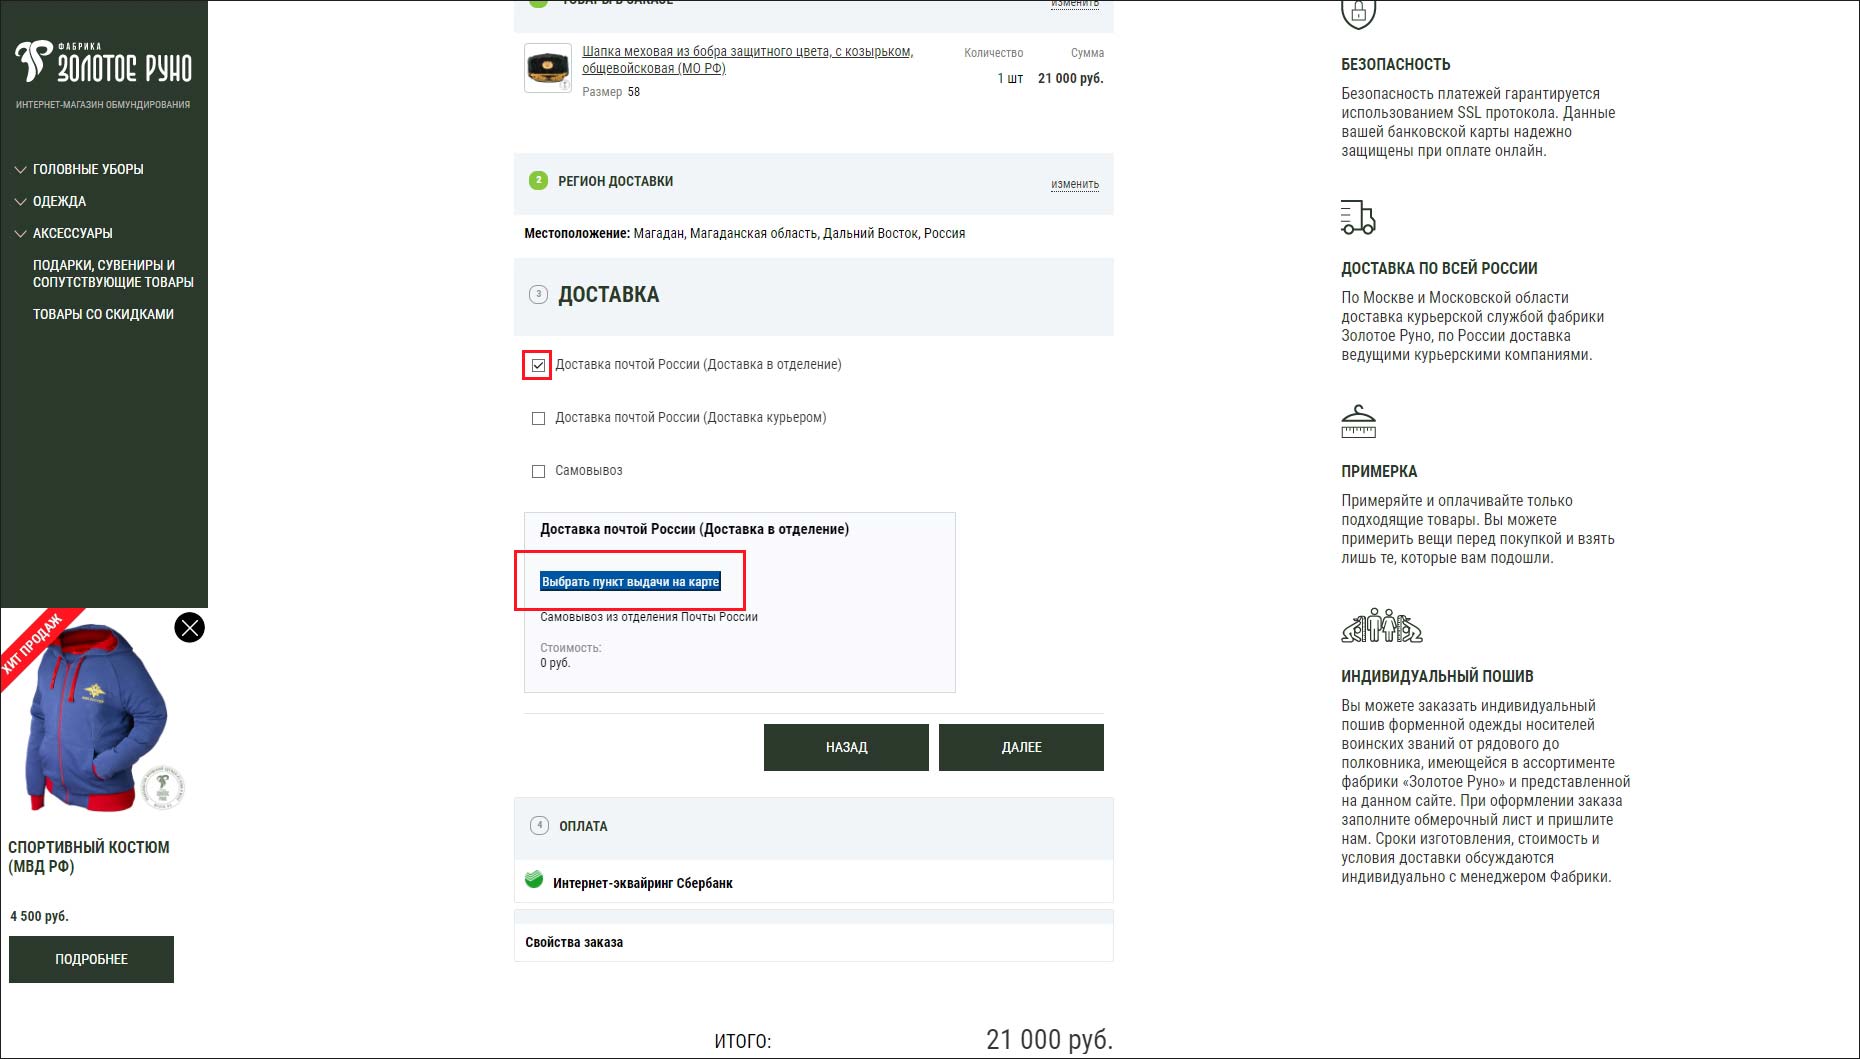 ФАБРИКА
ЗОЛОТОЕ РУНО
ИНТЕРНЕТ-МАГАЗИН ОБМУНДИРОВАНИЯ
ГОЛОВНЫЕ УБОРЫ
ОДЕЖДА
АКСЕССУАРЫ
ПОДАРКИ, СУВЕНИРЫ И
СОПУТСТВУЮЩИЕ ТОВАРЫ
ТОВАРЫ СО СКИДКАМИ
ХИТ ПРОДАЖ
СПОРТИВНЫЙ КОСТЮМ
(МВД РФ)
4 500 руб.
ПОДРОБНЕЕ
ТОВАРЫ В ЗАКАЗЕ
изменить
Шапка меховая из бобра защитного цвета, с козырьком,
общевойсковая (МО РФ)
Размер 58
Количество
1 шт
Сумма
21 000 руб.
2 РЕГИОН ДОСТАВКИ
изменить
Местоположение: Магадан, Магаданская область, Дальний Восток, Россия
3 ДОСТАВКА
Доставка почтой России (Доставка в отделение)
Доставка почтой России (Доставка курьером)
Самовывоз
Доставка почтой России (Доставка в отделение)
Выбрать пункт выдачи на карте
Самовывоз из отделения Почты России
Стоимость:
0 руб.
НАЗАД
ДАЛЕЕ
4 ОПЛАТА
Интернет-эквайринг Сбербанк
Свойства заказа
ИТОГО:
21 000 руб.
БЕЗОПАСНОСТЬ
Безопасность платежей гарантируется
использованием SSL протокола. Данные
вашей банковской карты надежно
защищены при оплате онлайн.
ДОСТАВКА ПО ВСЕЙ РОССИИ
По Москве и Московской области
доставка курьерской службой фабрики
Золотое Руно, по России доставка
ведущими курьерскими компаниями.
ПРИМЕРКА
Примеряйте и оплачивайте только
подходящие товары. Вы можете
примерить вещи перед покупкой и взять
лишь те, которые вам подошли.
ИНДИВИДУАЛЬНЫЙ ПОШИВ
Вы можете заказать индивидуальный
пошив форменной одежды носителей
воинских званий от рядового до
полковника, имеющейся в ассортименте
фабрики «Золотое Руно» и представленной
на данном сайте. При оформлении заказа
заполните обмерочный лист и пришлите
нам. Сроки изготовления, стоимость и
условия доставки обсуждаются
индивидуально с менеджером Фабрики.